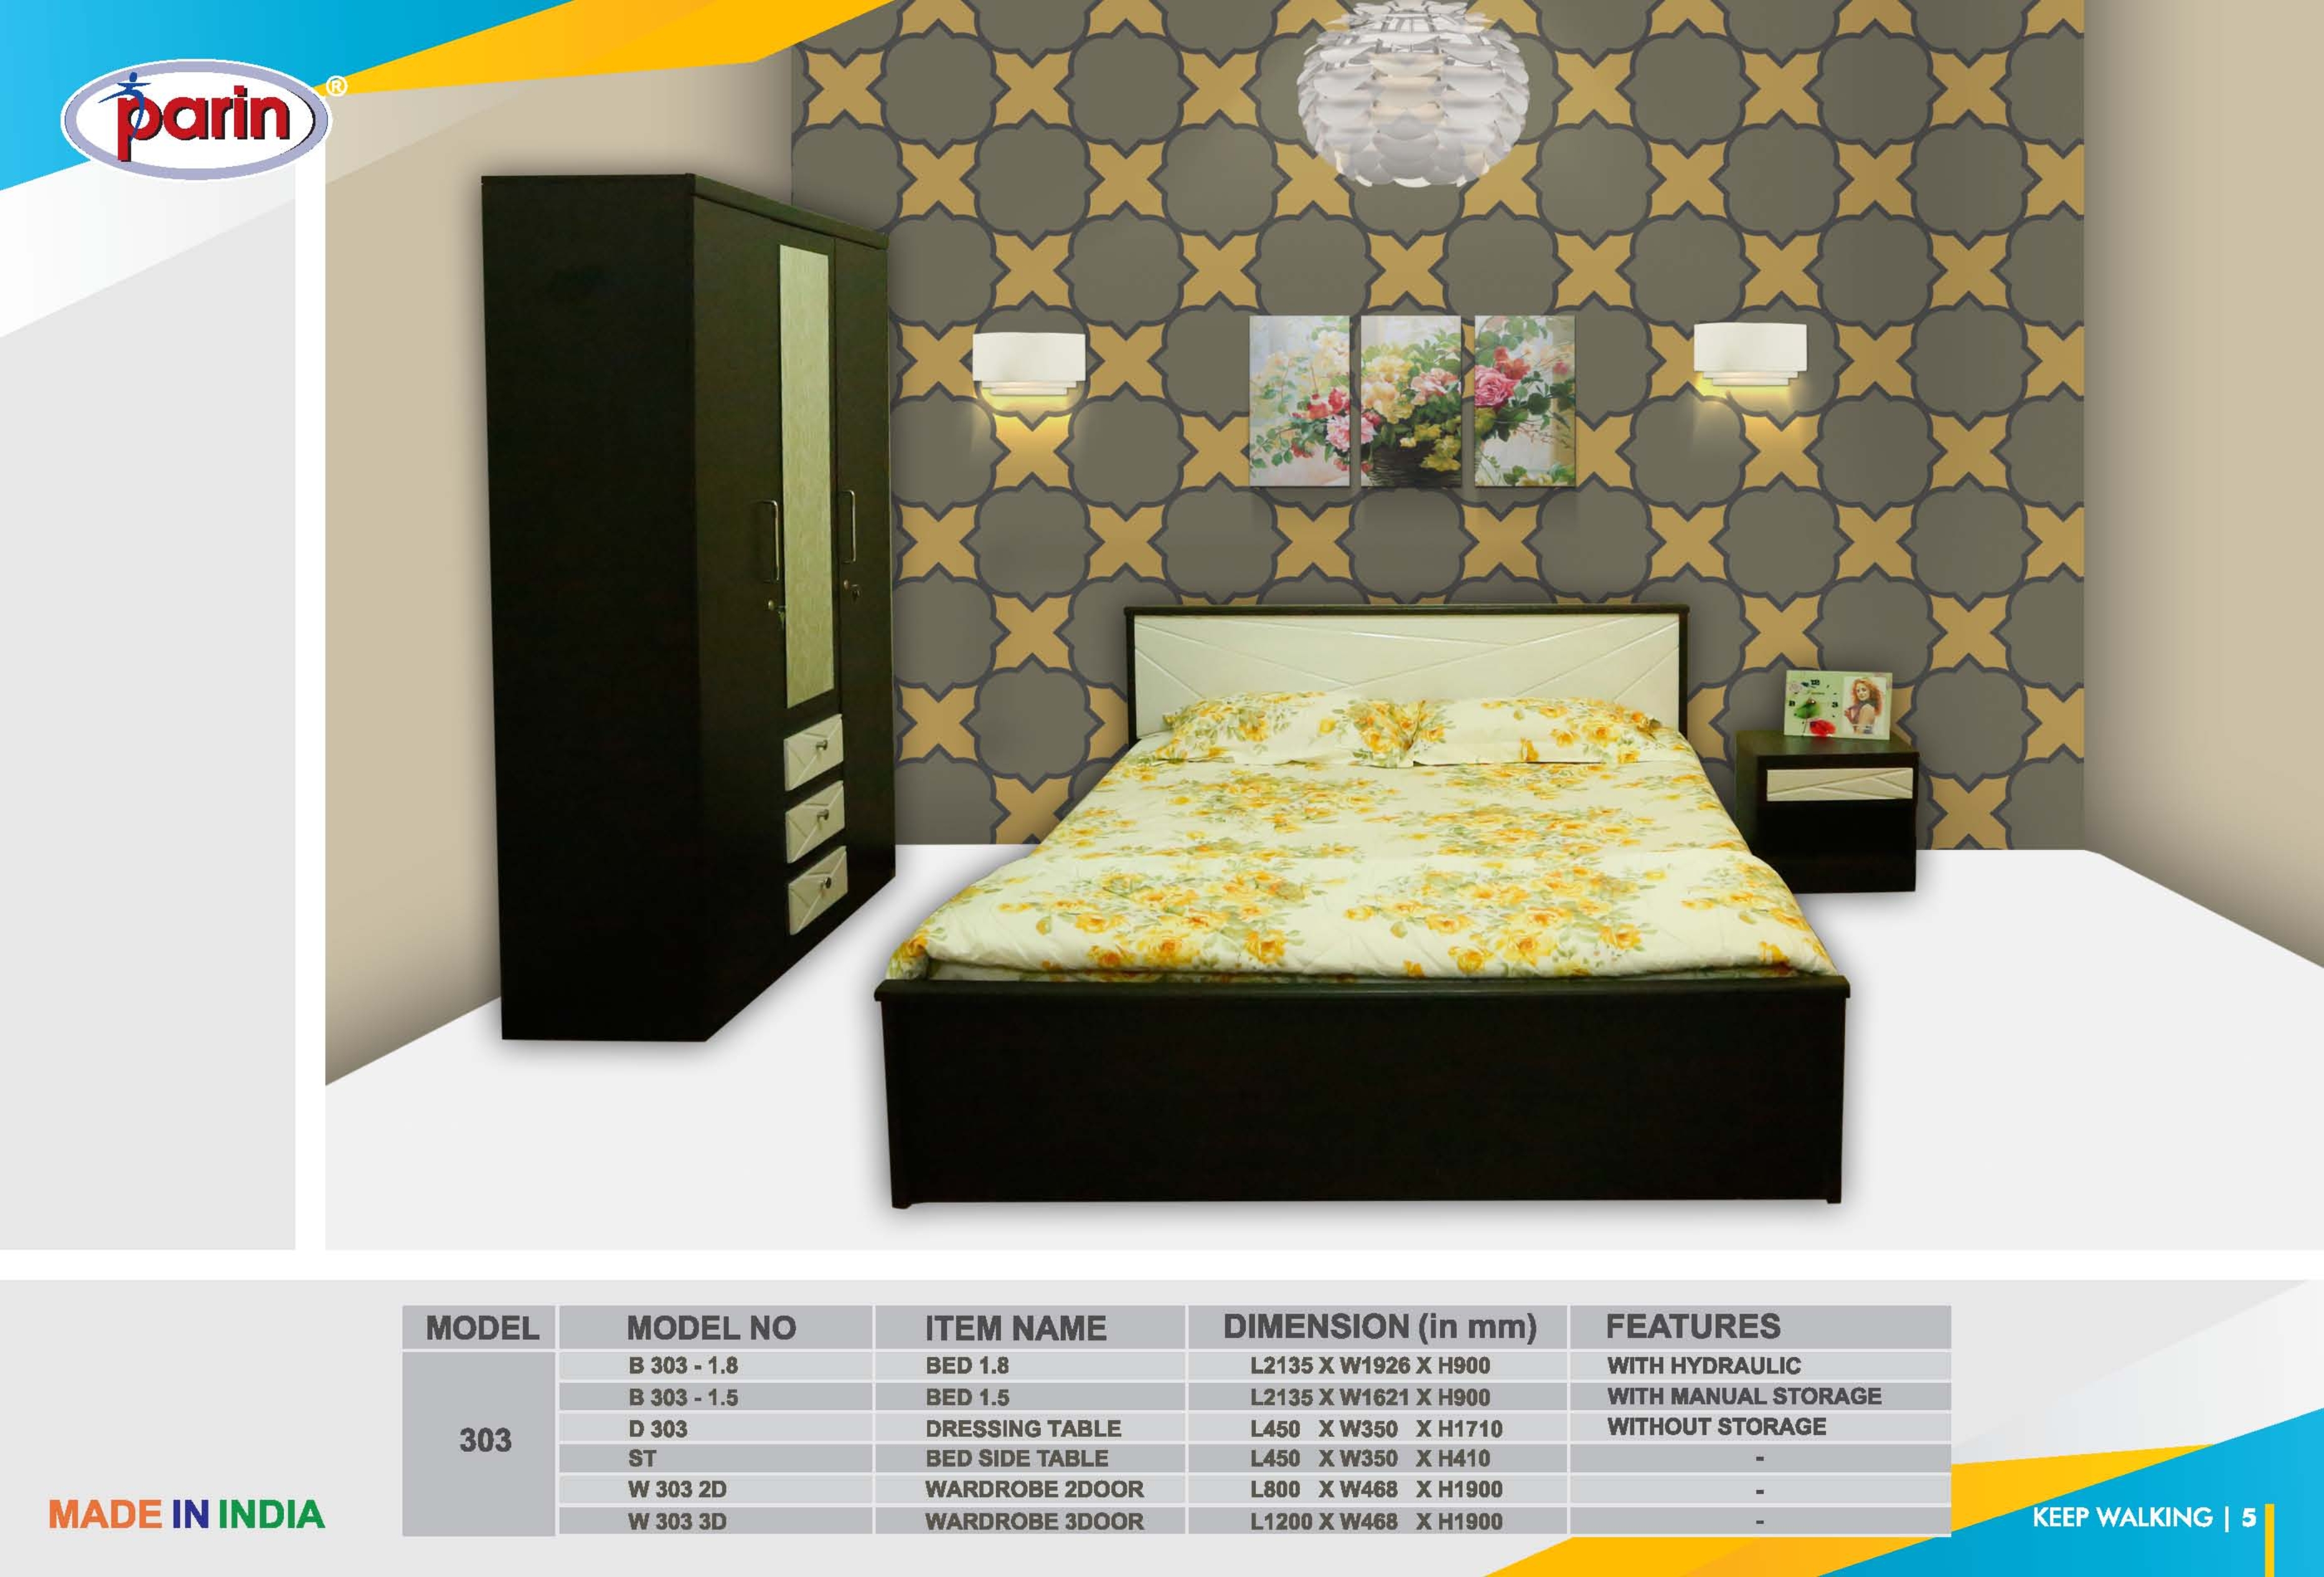 parin ®
MODEL MODEL NO ITEM NAME DIMENSION (in mm) FEATURES
303
B 303 - 1.8 BED 1.8 L2135 X W1926 X H900 WITH HYDRAULIC
B 303 - 1.5 BED 1.5 L2135 X W1621 X H900 WITH MANUAL STORAGE
D 303 DRESSING TABLE L450 X W350 X H1710 WITHOUT STORAGE
ST BED SIDE TABLE L450 X W350 X H410 -
W 303 2D WARDROBE 2DOOR L800 X W468 X H1900 -
W 303 3D WARDROBE 3DOOR L1200 X W468 X H1900 -
MADE IN INDIA
KEEP WALKING | 5